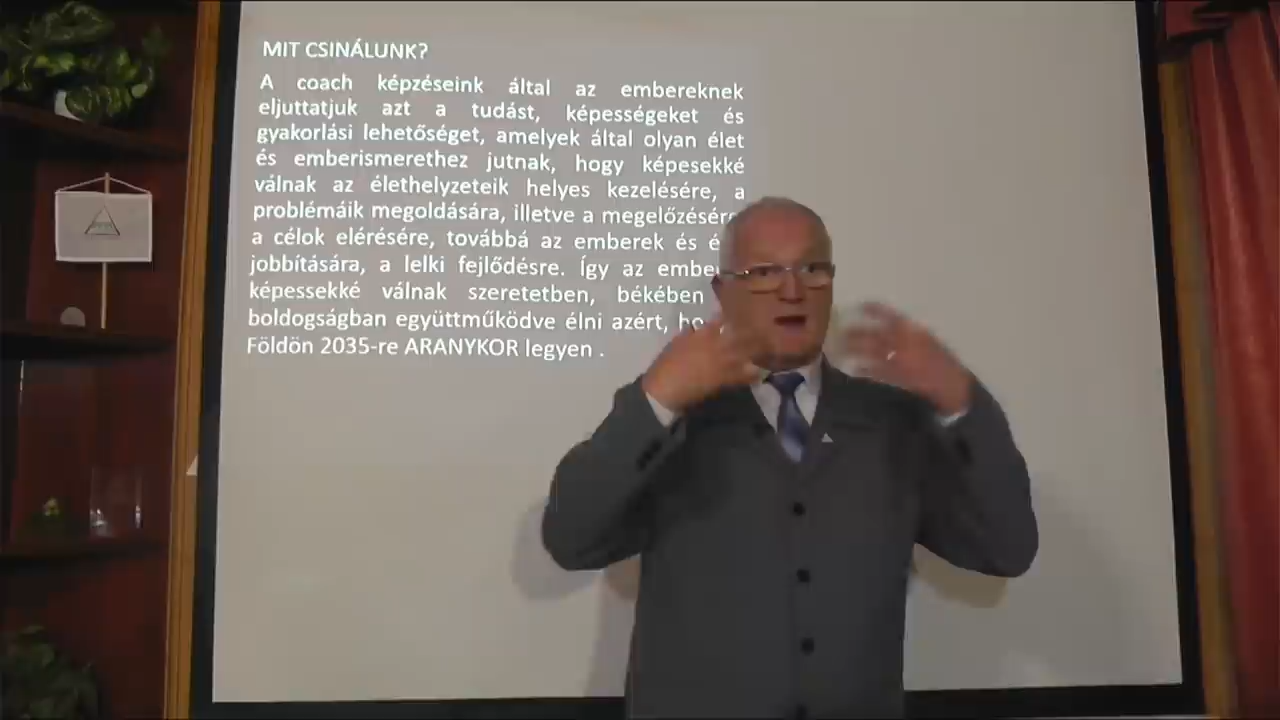 MIT CSINÁLUNK?
A coach képzéseink által az embereknek
eljuttatjuk azt a tudást, képességeket és
gyakorlási lehetőséget, amelyek által olyan élet
és emberismerethez jutnak, hogy képesekké
válnak az élethelyzeteik helyes kezelésére, a
problémáik megoldására, illetve a
a célok elérésére, továbbá az emberek és
jobbítására, a lelki fejlődésre. Így az
képessekké válnak szeretetben, békében
boldogságban együttműködve élni azért,
Földön 2035-re ARANYKOR legyen .